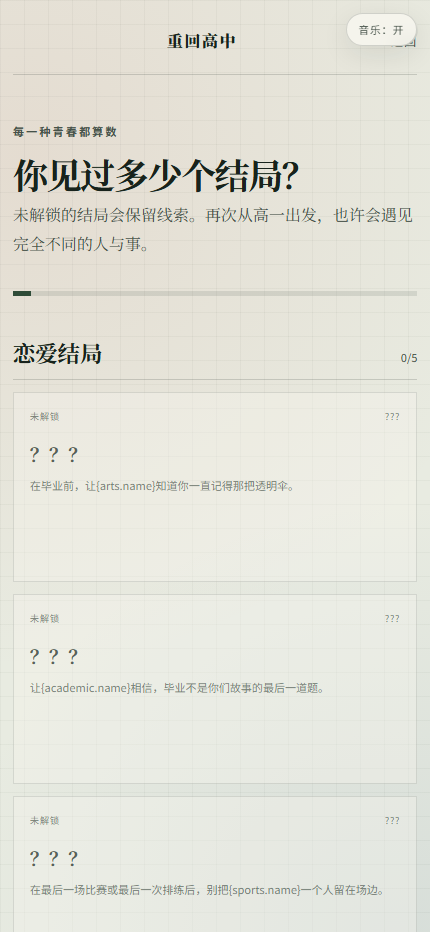 重回高中
音乐：开
每一种青春都算数
你见过多少个结局？
未解锁的结局会保留线索。再次从高一出发，也许会遇见
完全不同的人与事。
恋爱结局
0/5
未解锁
???
？？？
在毕业前，让{arts.name}知道你一直记得那把透明伞。
未解锁
???
？？？
让{academic.name}相信，毕业不是你们故事的最后一道题。
未解锁
???
？？？
在最后一场比赛或最后一次排练后，别把{sports.name}一个人留在场边。